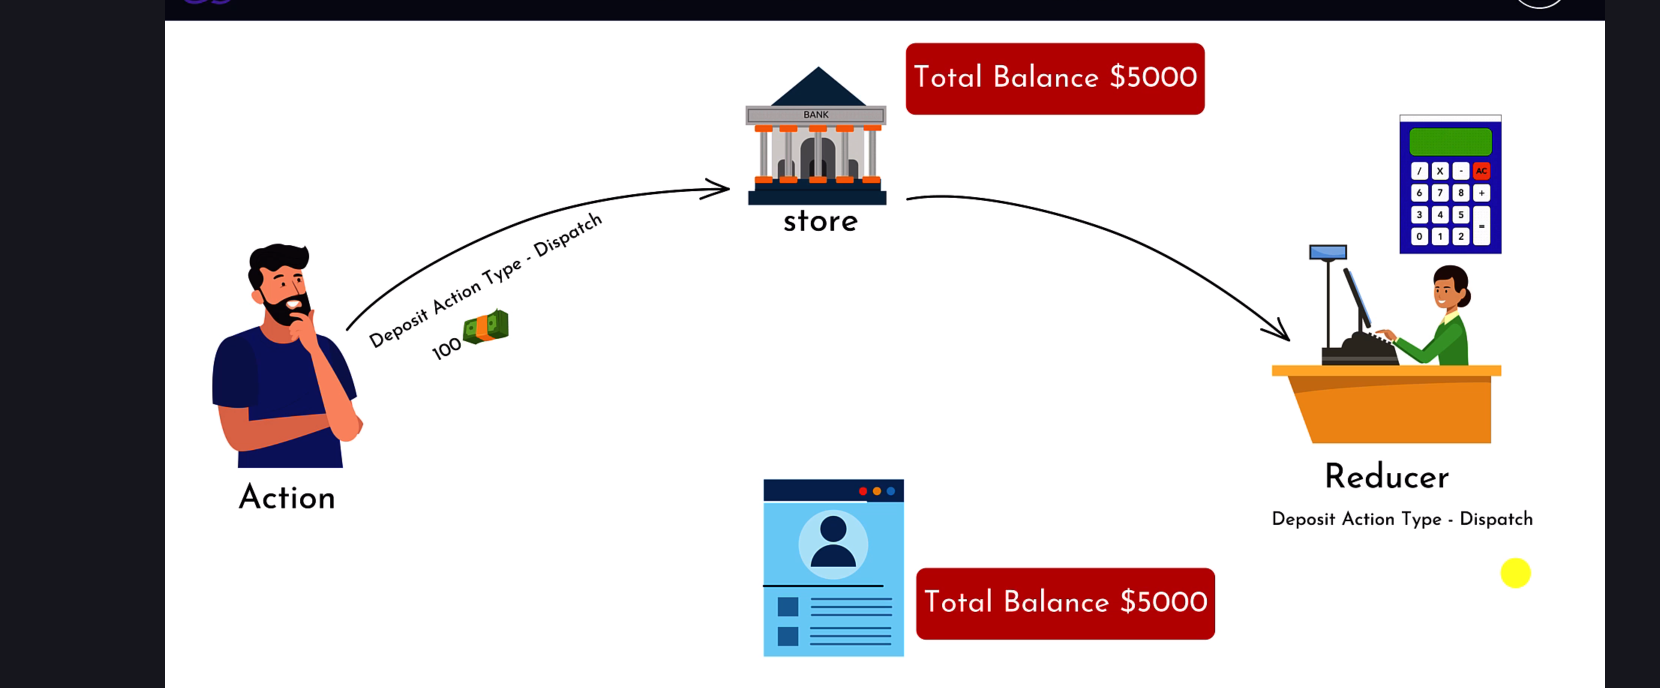 Total Balance $5000
BANK
store
Deposit Action Type - Dispatch
100
/ X - AC
6 7 8 +
3 4 5
=
0 1 2
Action
Reducer
Deposit Action Type - Dispatch
Total Balance $5000